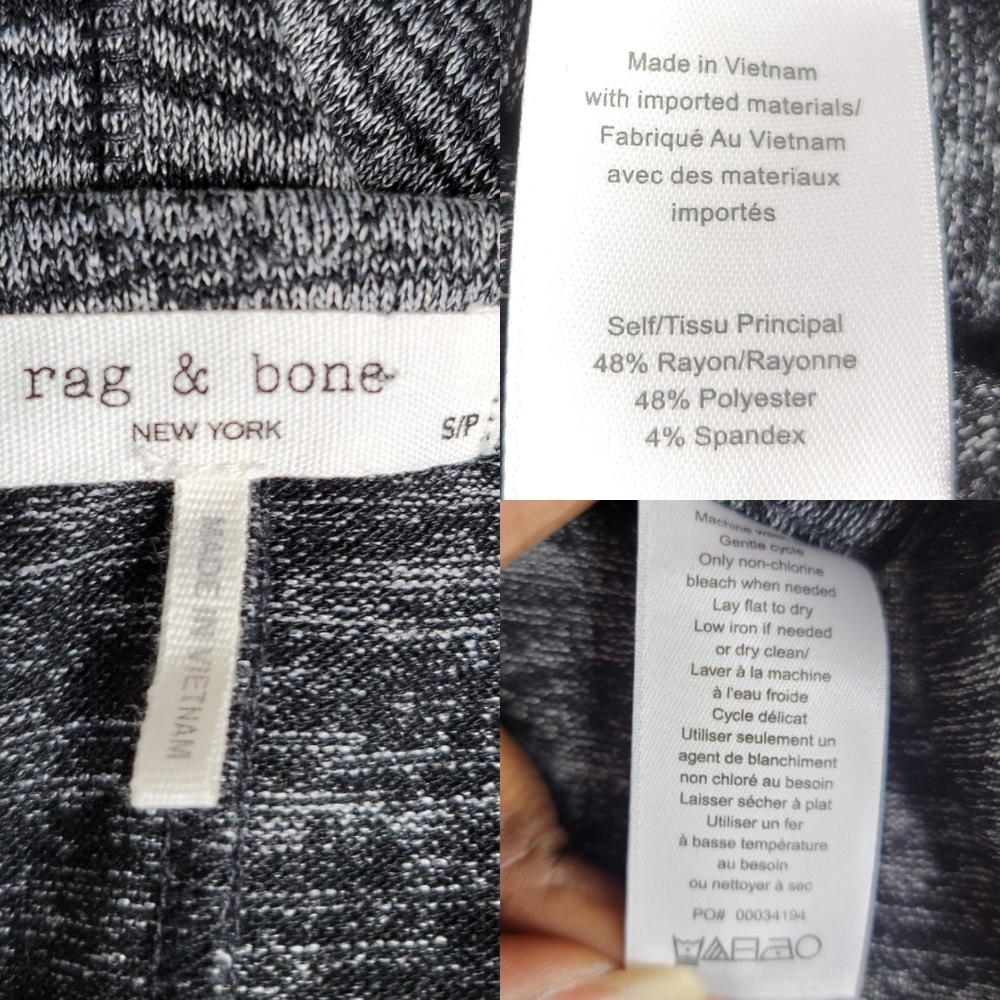 rag & bone
NEW YORK
S/P
MADE IN VIETNAM
Made in Vietnam
with imported materials/
Fabriqué Au Vietnam
avec des materiaux
importés
Self/Tissu Principal
48% Rayon/Rayonne
48% Polyester
4% Spandex
Machine
Gentle cycle
Only non-chlorine
bleach when needed
Lay flat to dry
Low iron if needed
or dry clean/
Laver à la machine
à l'eau froide
Cycle délicat
Utiliser seulement un
agent de blanchiment
non chloré au besoin
Laisser sécher à plat
Utiliser un fer
à basse température
au besoin
ou nettoyer à sec
PO# 00034194